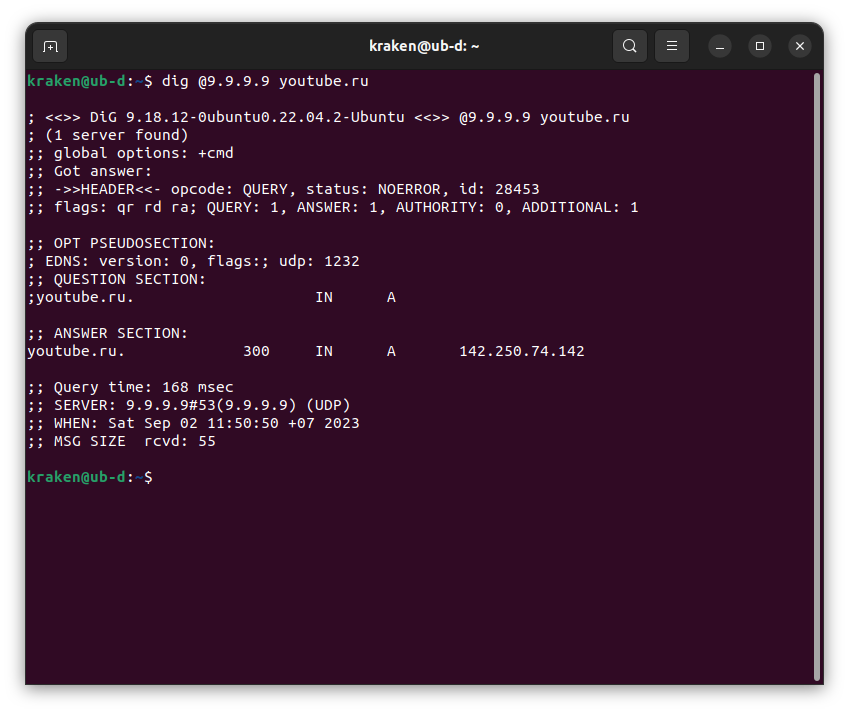 kraken@ub-d: ~
kraken@ub-d:~$ dig @9.9.9.9 youtube.ru
; <<>> DiG 9.18.12-0ubuntu0.22.04.2-Ubuntu <<>> @9.9.9.9 youtube.ru
; (1 server found)
;; global options: +cmd
;; Got answer:
;; ->>HEADER<<- opcode: QUERY, status: NOERROR, id: 28453
;; flags: qr rd ra; QUERY: 1, ANSWER: 1, AUTHORITY: 0, ADDITIONAL: 1
;; OPT PSEUDOSECTION:
; EDNS: version: 0, flags:; udp: 1232
;; QUESTION SECTION:
;youtube.ru. IN A
;; ANSWER SECTION:
youtube.ru. 300 IN A 142.250.74.142
;; Query time: 168 msec
;; SERVER: 9.9.9.9#53(9.9.9.9) (UDP)
;; WHEN: Sat Sep 02 11:50:50 +07 2023
;; MSG SIZE  rcvd: 55
kraken@ub-d:~$